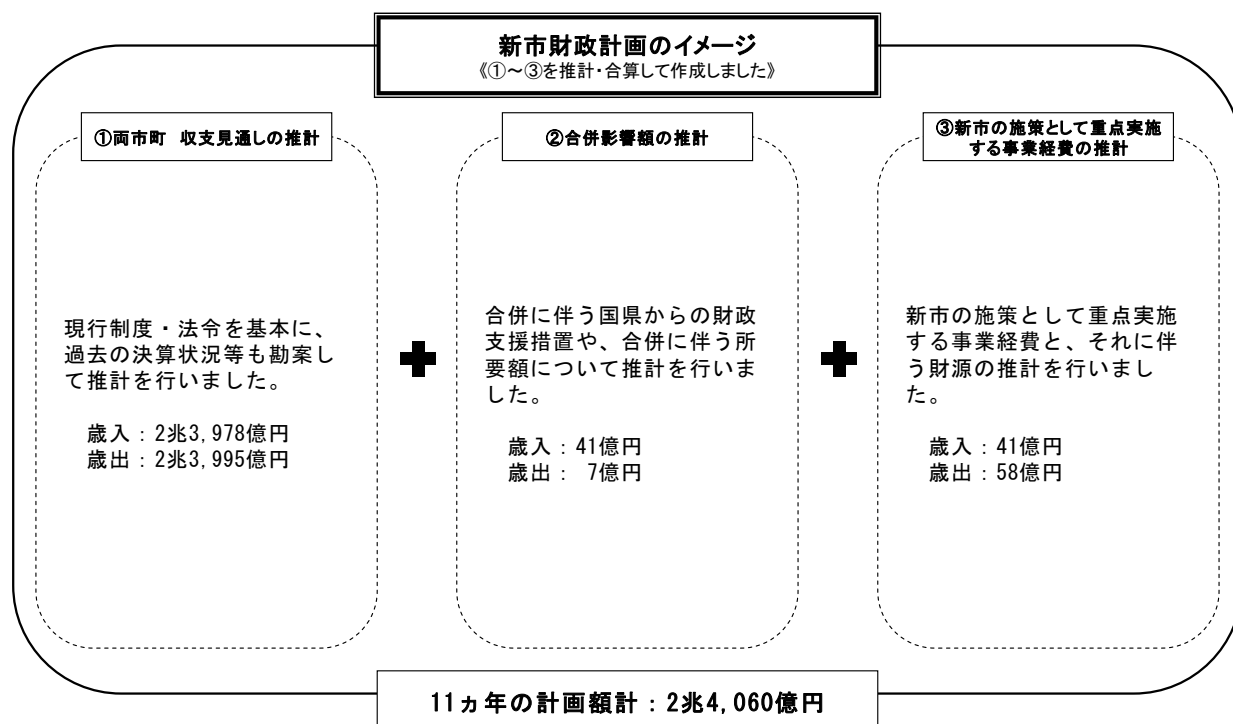 新市財政計画のイメージ
《①～③を推計・合算して作成しました》
①両市町 収支見通しの推計
現行制度・法令を基本に、
過去の決算状況等も勘案し
て推計を行いました。
歳入：2兆3,978億円
歳出：2兆3,995億円
②合併影響額の推計
合併に伴う国県からの財政
支援措置や、合併に伴う所
要額について推計を行いま
した。
歳入：41億円
歳出： 7億円
③新市の施策として重点実施
する事業経費の推計
新市の施策として重点実施
する事業経費と、それに伴
う財源の推計を行いまし
た。
歳入：41億円
歳出：58億円
11ヵ年の計画額計：2兆4,060億円